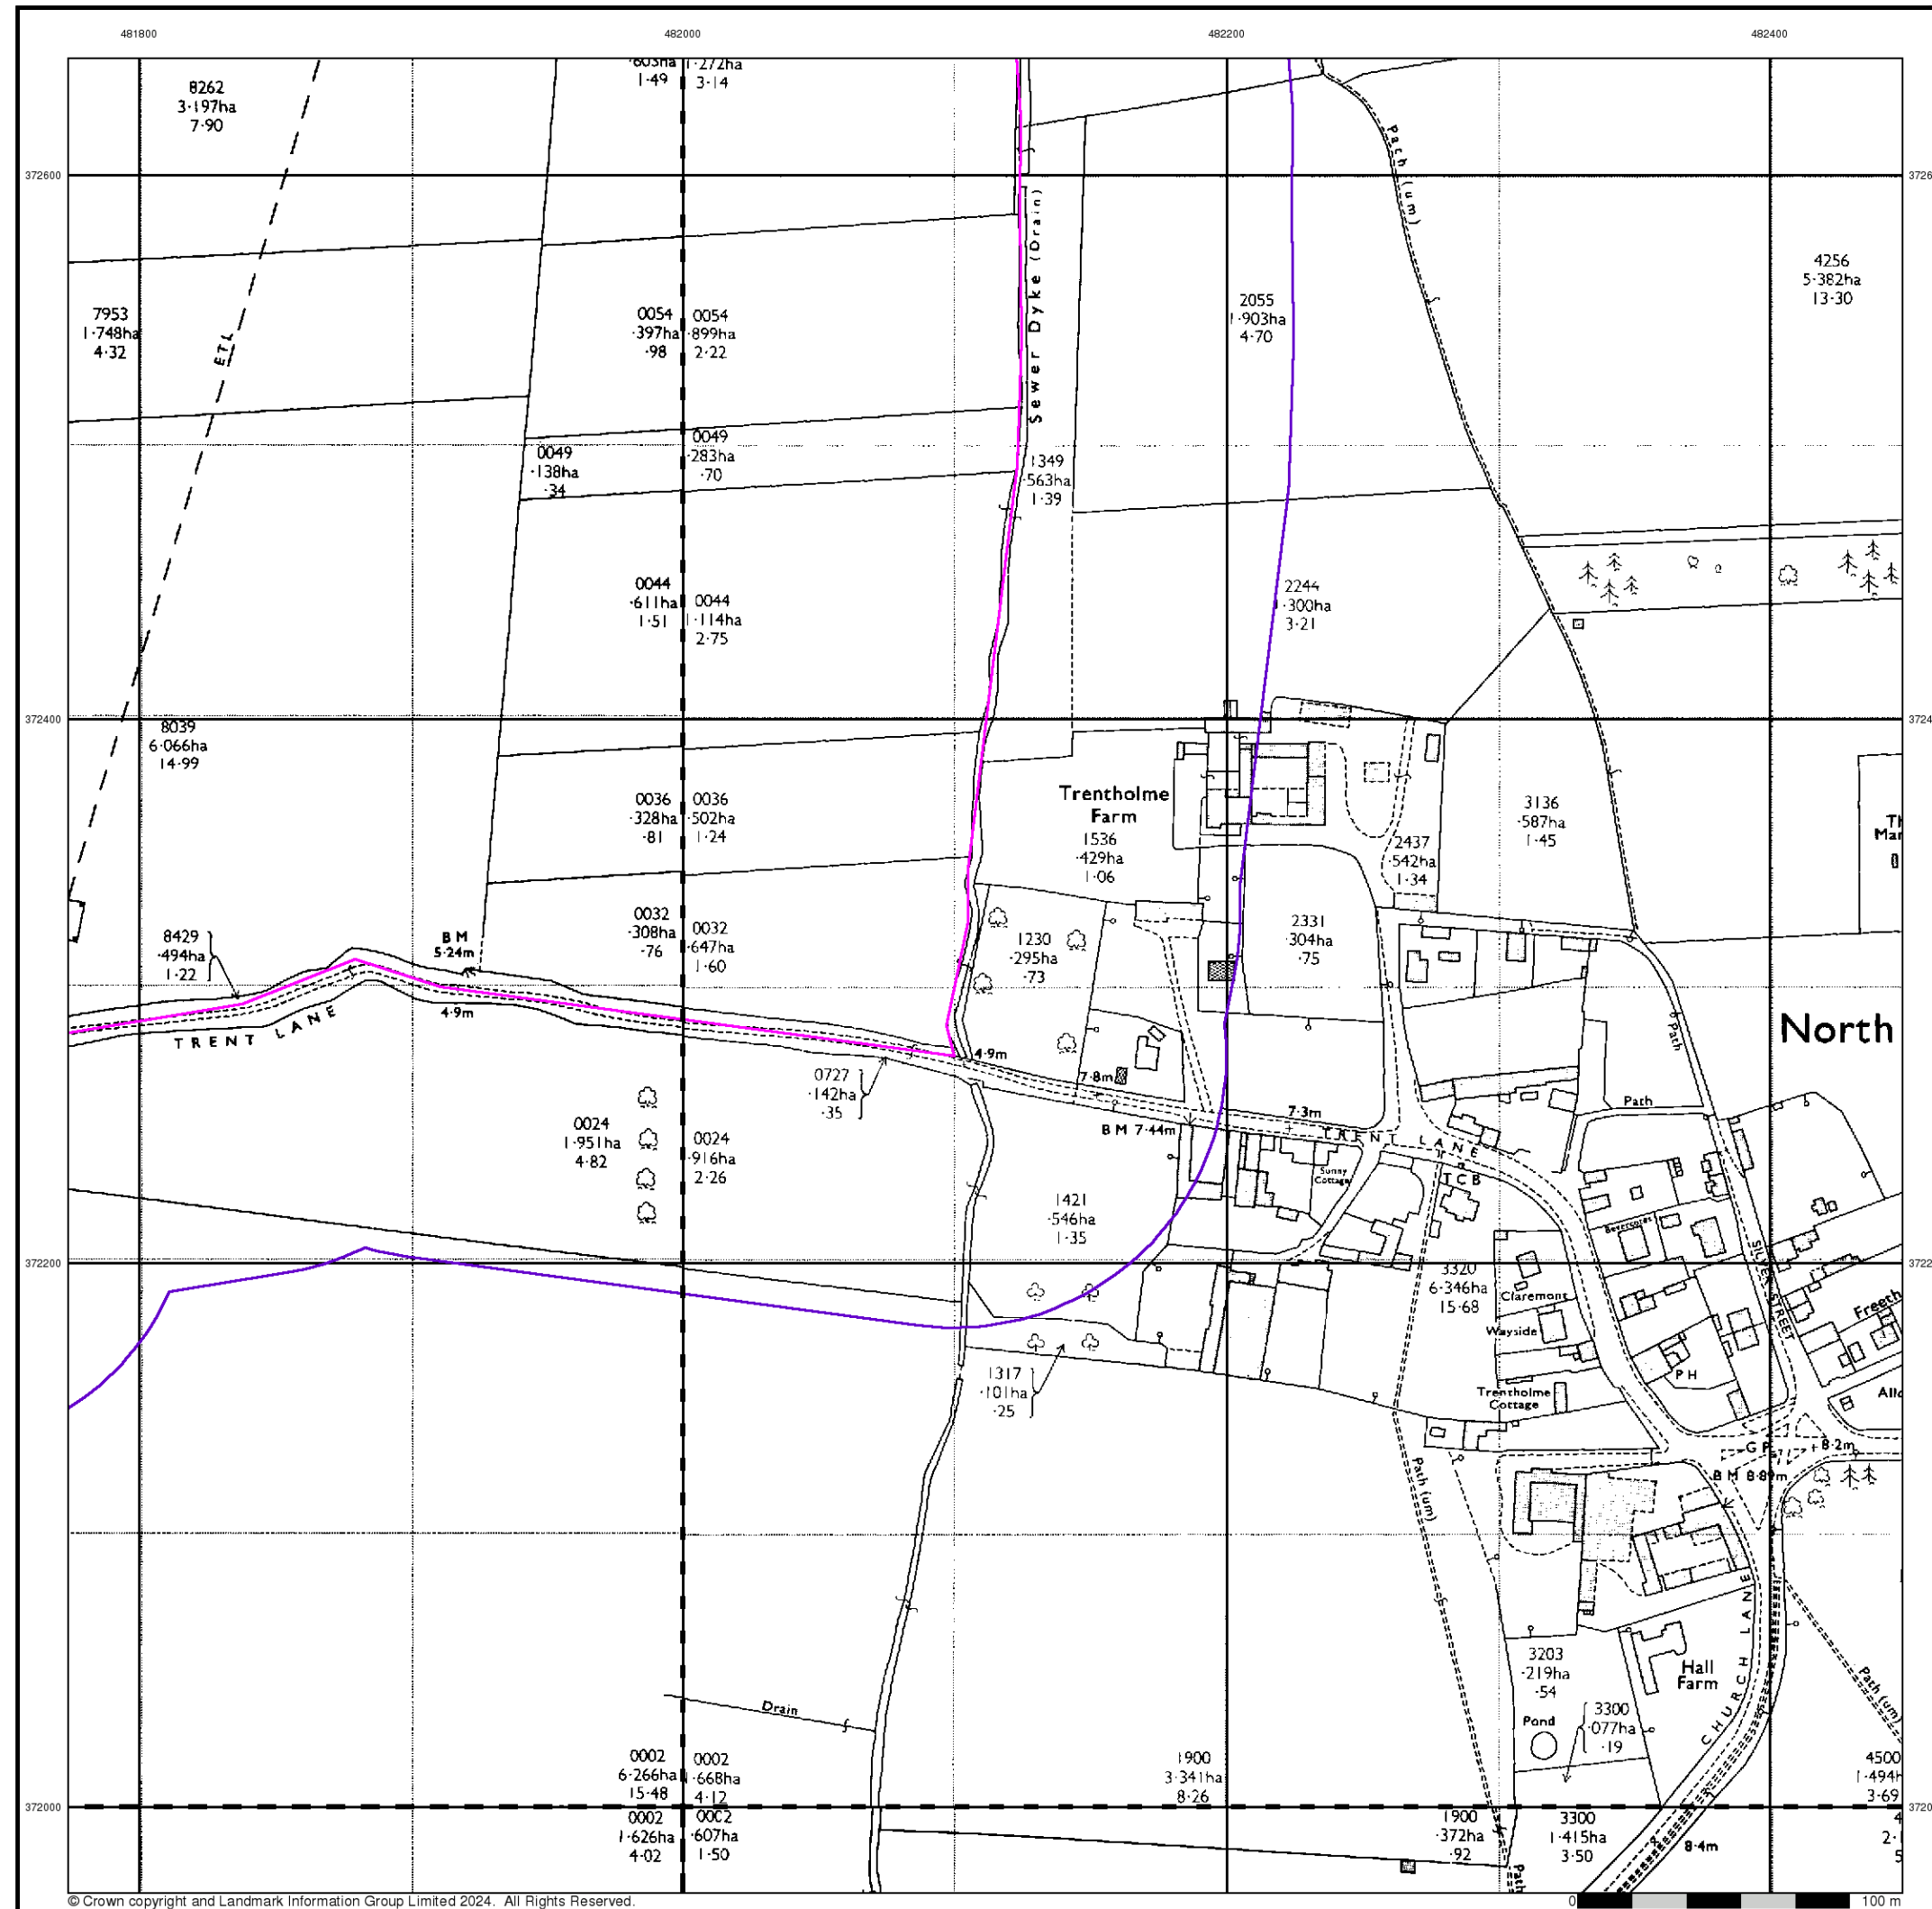 481800
482000
482200
482400
8262
3·197ha
7·90
·603ha
1·49
1·272ha
3·14
372600
Path (um)
Sewer Dyke (Drain)
4256
5·382ha
13·30
7953
1·748ha
4·32
ETL
0054
·397ha
·98
0054
·899ha
2·22
2055
1·903ha
4·70
0049
·138ha
·34
0049
·283ha
·70
1349
·563ha
1·39
0044
·611ha
1·51
0044
1·114ha
2·75
2244
1·300ha
3·21
372400
8039
6·066ha
14·99
0036
·328ha
·81
0036
·502ha
1·24
Trentholme
Farm
1536
·429ha
1·06
2437
·542ha
1·34
3136
·587ha
1·45
8429
·494ha
1·22
BM
5·24m
0032
·308ha
·76
0032
·647ha
1·60
1230
·295ha
·73
2331
·304ha
·75
4·9m
TRENT LANE
North
Path
4·9m
7·8m
0727
·142ha
·35
BM 7·44m
7·3m
TRENT LANE
Path
0024
1·951ha
4·82
0024
·916ha
2·26
Sunny
Cottage
TCB
1421
·546ha
1·35
Bevercotes
SILVER STREET
372200
3320
6·346ha
15·68
Claremont
Wayside
PH
1317
·101ha
·25
Trentholme
Cottage
GP
8·2m
BM 8·89m
Path (um)
CHURCH LANE
3203
·219ha
·54
Hall
Farm
Path (um)
Pond
3300
·077ha
·19
Drain
0002
6·266ha
15·48
0002
1·668ha
4·12
1900
3·341ha
8·26
4500
3·69
372000
0002
1·626ha
4·02
0002
·607ha
1·50
1900
·372ha
·92
3300
1·415ha
3·50
8·4m
Path
© Crown copyright and Landmark Information Group Limited 2024. All Rights Reserved.
0
100 m